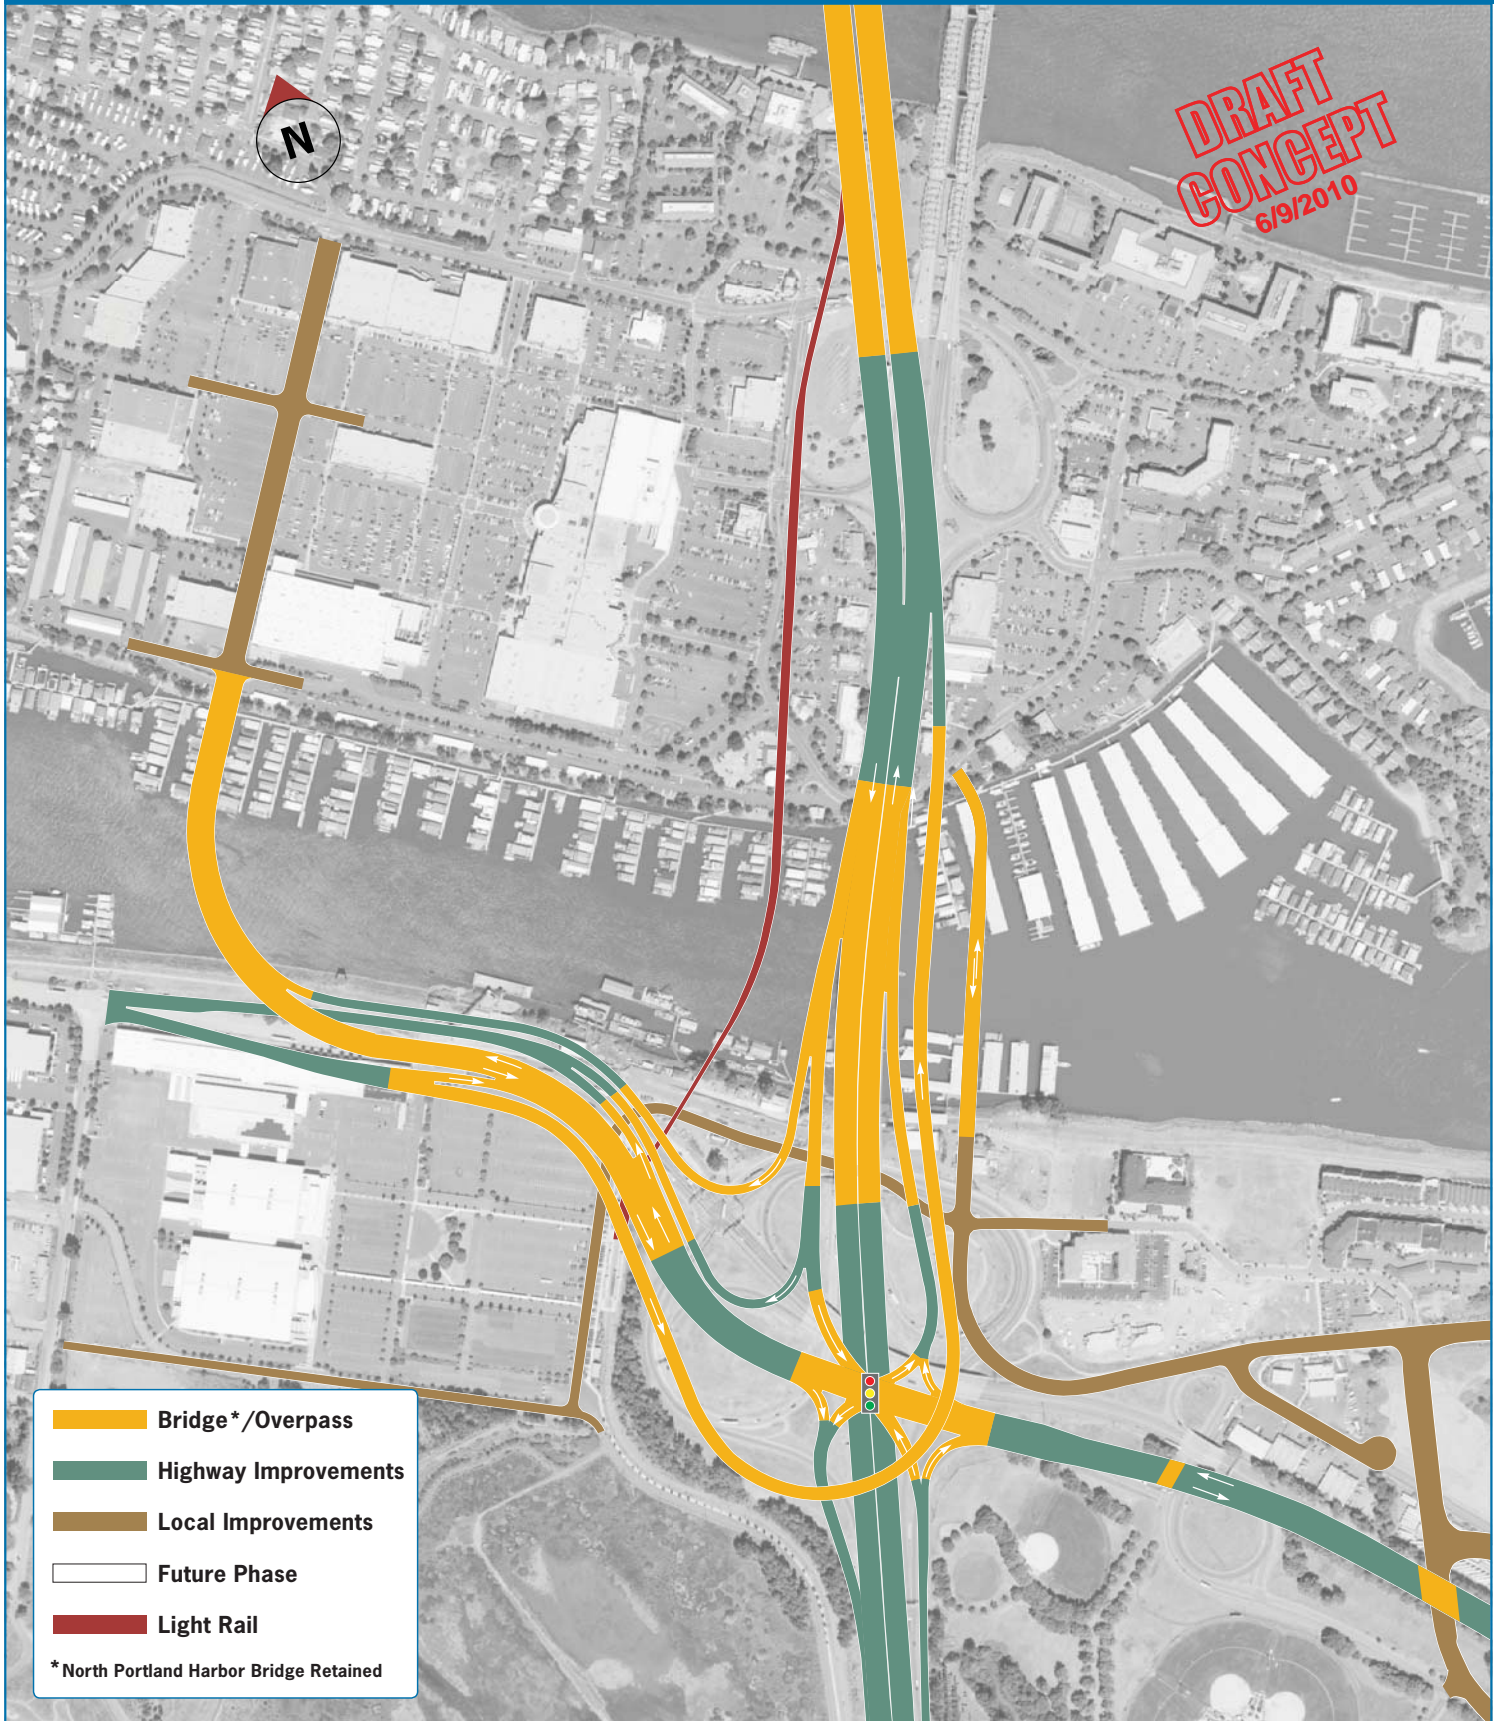 N
DRAFT
CONCEPT
6/9/2010
Bridge*/Overpass
Highway Improvements
Local Improvements
Future Phase
Light Rail
*North Portland Harbor Bridge Retained